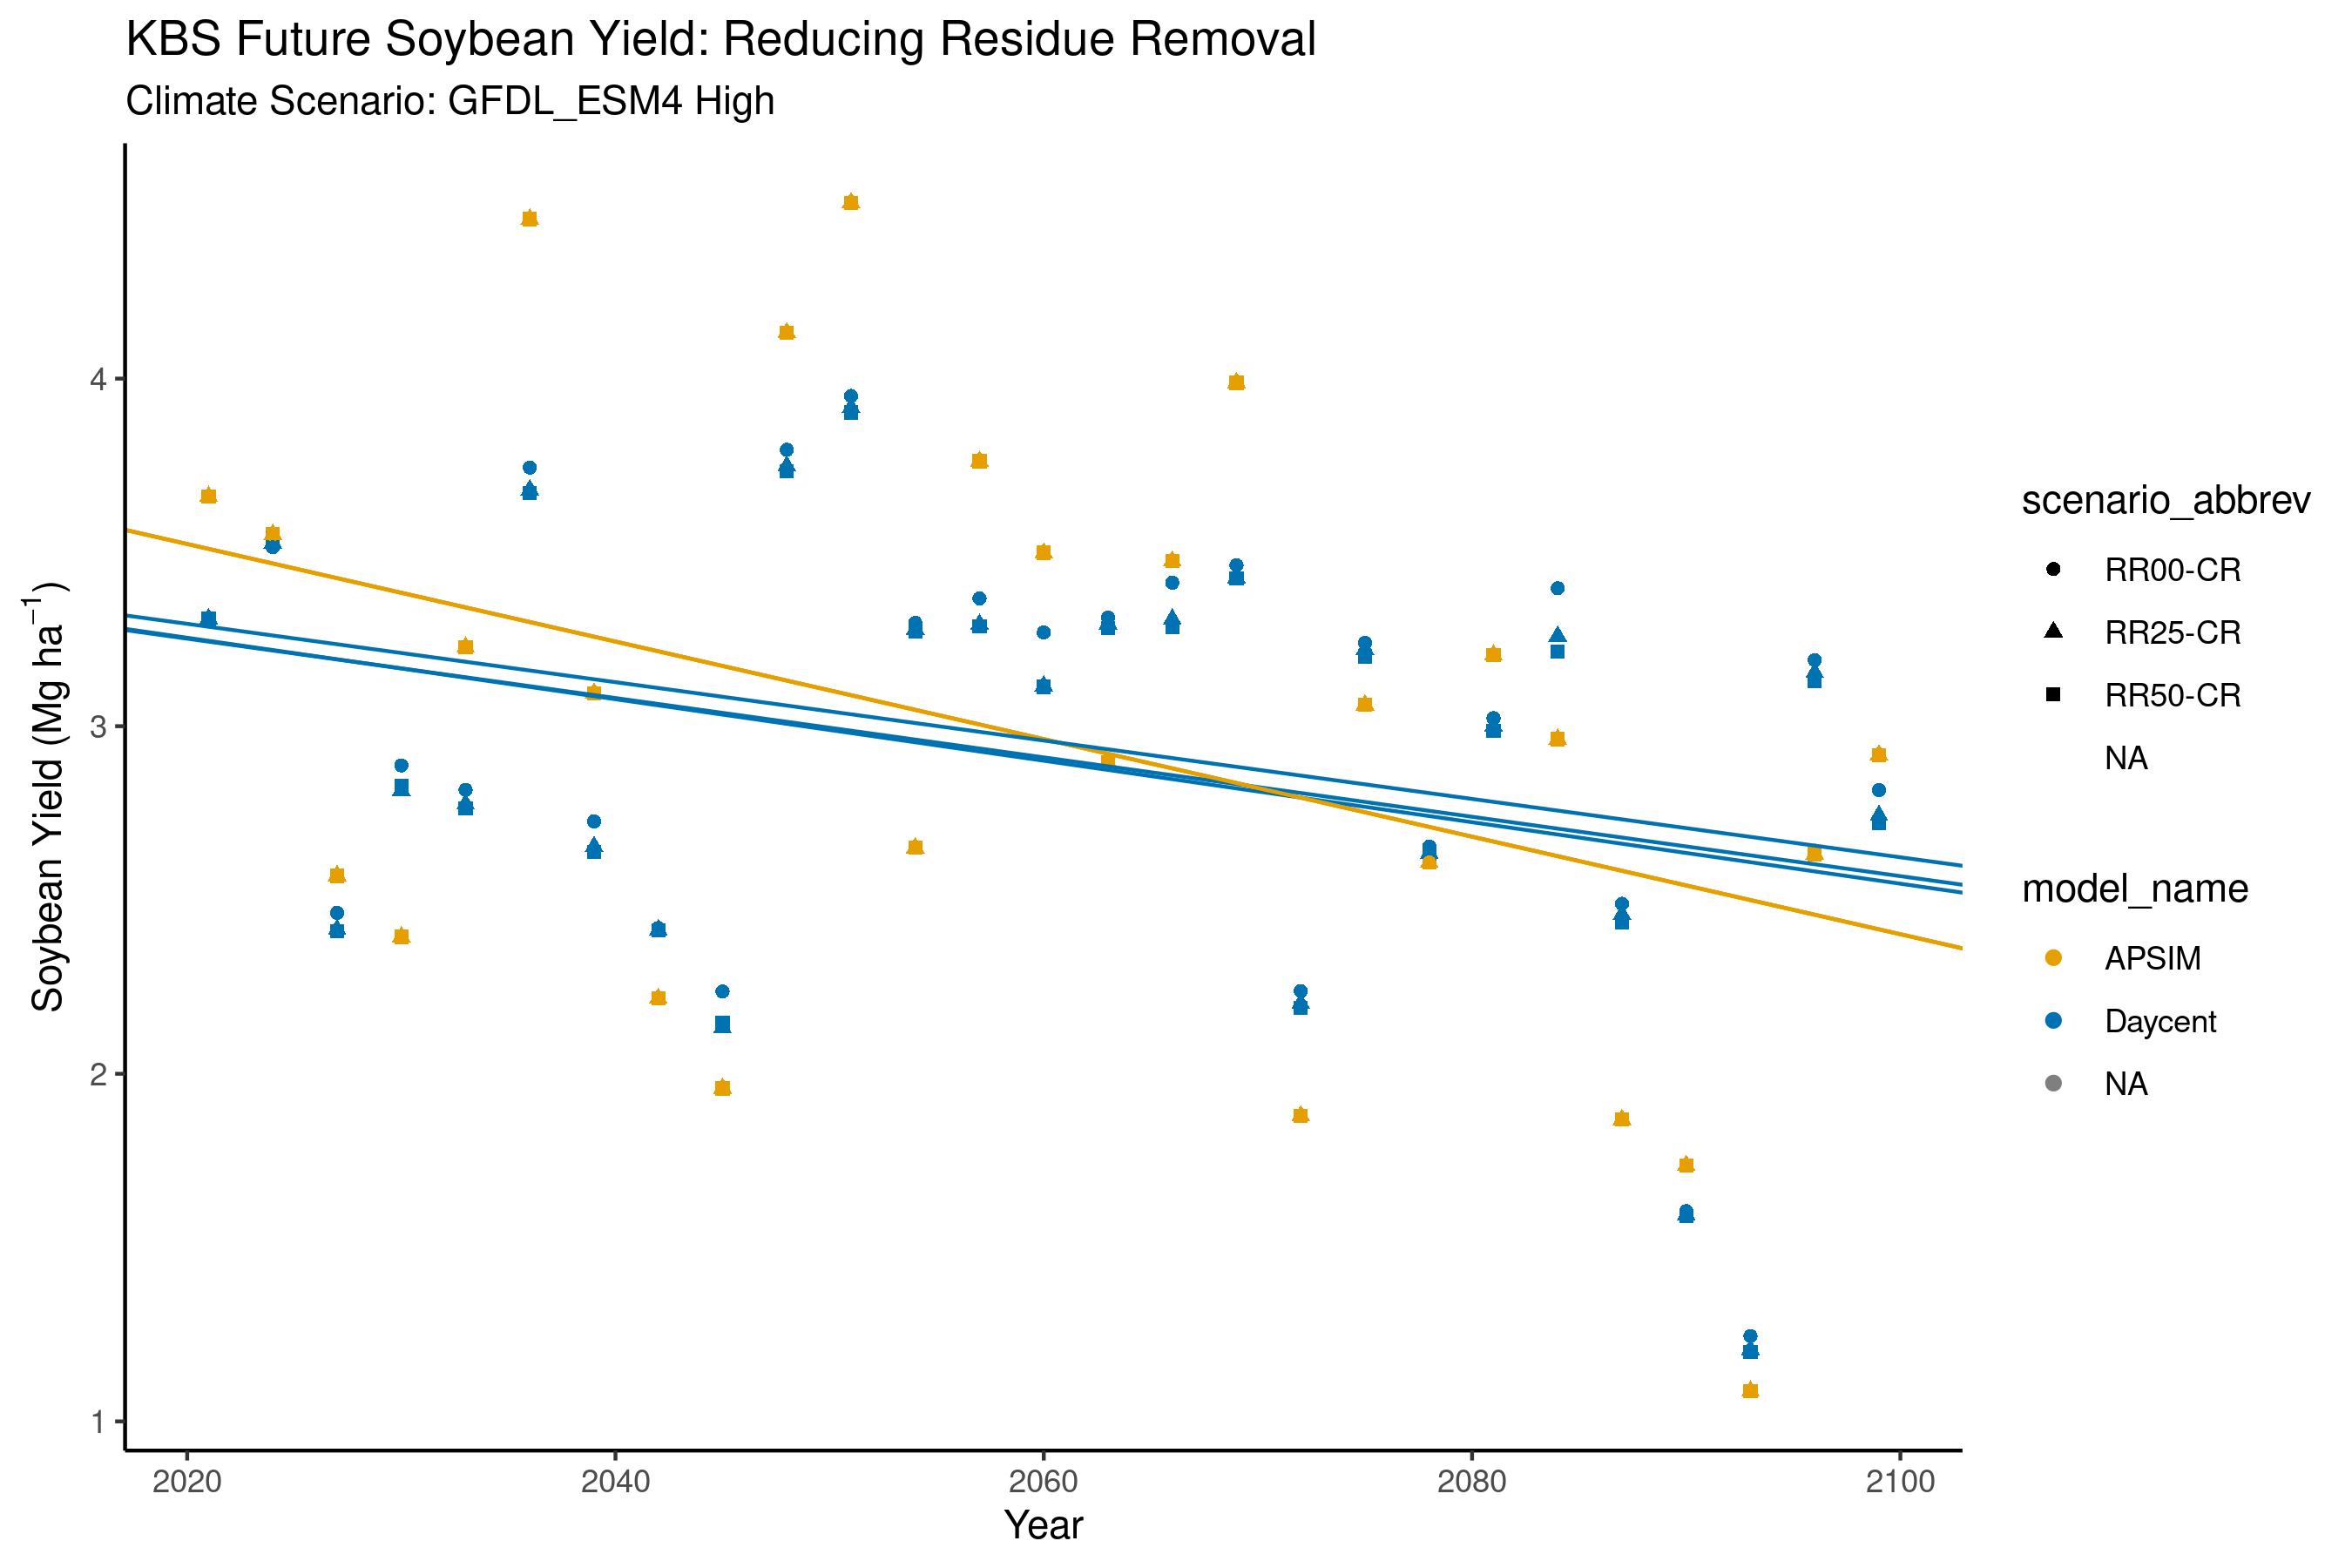 KBS Future Soybean Yield: Reducing Residue Removal
Climate Scenario: GFDL_ESM4 High
Soybean Yield (Mg ha⁻¹)
4
3
2
1
2020
2040
2060
2080
2100
Year
scenario_abbrev
RR00-CR
RR25-CR
RR50-CR
NA
model_name
APSIM
Daycent
NA